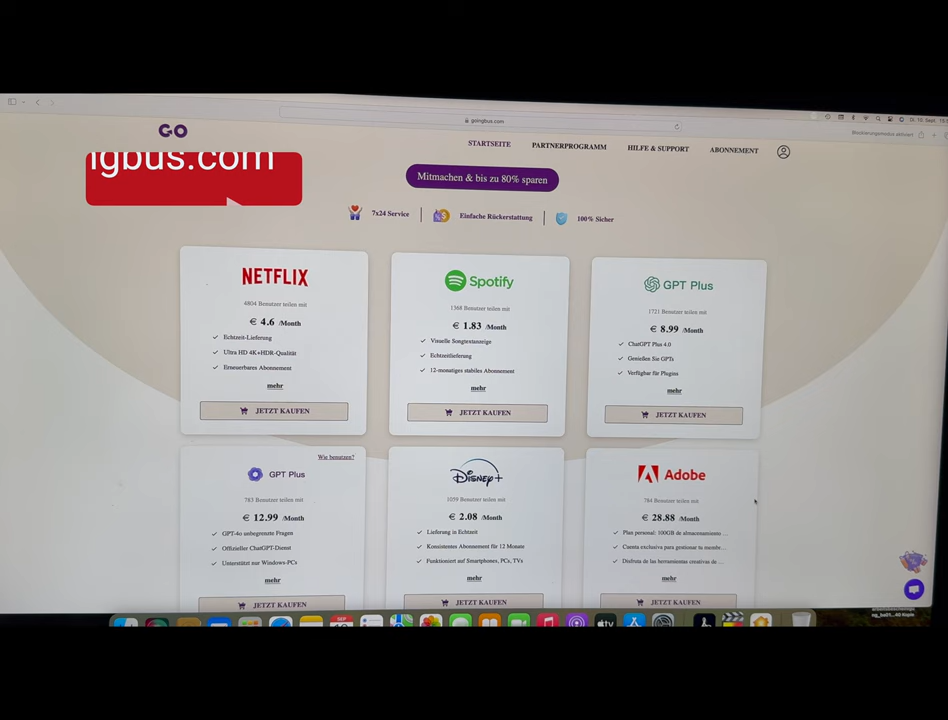 goingbus.com
Blockierungsmodus aktiviert
GO
igbus.com
STARTSEITE PARTNERPROGRAMM HILFE & SUPPORT ABONNEMENT
Mitmachen & bis zu 80% sparen
7x24 Service Einfache Rückerstattung 100% Sicher
NETFLIX
4804 Benutzer teilen mit
€ 4.6 /Month
Echtzeit-Lieferung
Ultra HD 4K+HDR-Qualität
Erneuerbares Abonnement
mehr
JETZT KAUFEN
Spotify
1368 Benutzer teilen mit
€ 1.83 /Month
Visuelle Songtextanzeige
Echtzeitlieferung
12-monatiges stabiles Abonnement
mehr
JETZT KAUFEN
GPT Plus
1721 Benutzer teilen mit
€ 8.99 /Month
ChatGPT Plus 4.0
Genießen Sie GPTs
Verfügbar für Plugins
mehr
JETZT KAUFEN
Wie benutzen?
GPT Plus
783 Benutzer teilen mit
€ 12.99 /Month
GPT-4o unbegrenzte Fragen
Offizieller ChatGPT-Dienst
Unterstützt nur Windows-PCs
mehr
JETZT KAUFEN
Disney+
1059 Benutzer teilen mit
€ 2.08 /Month
Lieferung in Echtzeit
Konsistentes Abonnement für 12 Monate
Funktioniert auf Smartphones, PCs, TVs
mehr
JETZT KAUFEN
Adobe
784 Benutzer teilen mit
€ 28.88 /Month
Plan personal: 100GB de almacenamiento ...
Cuenta exclusiva para gestionar tu membr...
Disfruta de las herramientas creativas de ...
mehr
JETZT KAUFEN
SEP
tv